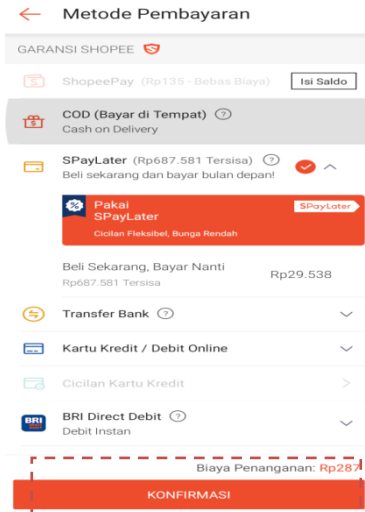 Metode Pembayaran
GARANSI SHOPEE
ShopeePay (Rp135 - Bebas Biaya) Isi Saldo
COD (Bayar di Tempat) ?
Cash on Delivery
SPayLater (Rp687.581 Tersisa) ?
Beli sekarang dan bayar bulan depan!
Pakai
SPayLater
SPayLater
Cicilan Fleksibel, Bunga Rendah
Beli Sekarang, Bayar Nanti
Rp29.538
Rp687.581 Tersisa
Transfer Bank ?
Kartu Kredit / Debit Online
Cicilan Kartu Kredit
BRI BRI Direct Debit ?
Debit Instan
Biaya Penanganan: Rp287
KONFIRMASI